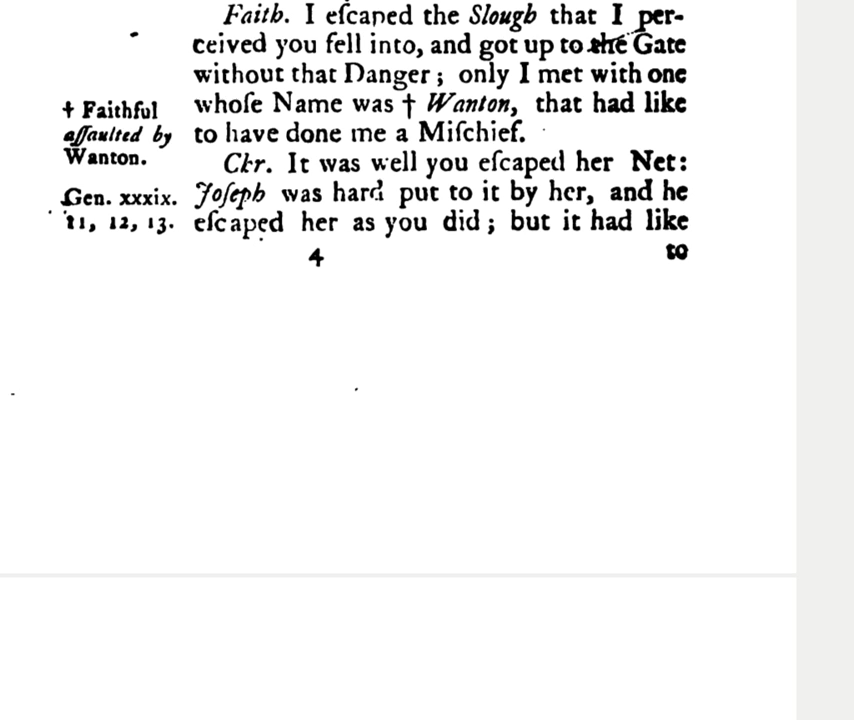 Faith. I eſcaped the Slough that I per-
ceived you fell into, and got up to the Gate
without that Danger; only I met with one
whoſe Name was † Wanton, that had like
to have done me a Miſchief.
† Faithful
aſſaulted by
Wanton.
Chr. It was well you eſcaped her Net:
Joſeph was hard put to it by her, and he
eſcaped her as you did; but it had like
Gen. xxxix.
11, 12, 13.
4
to